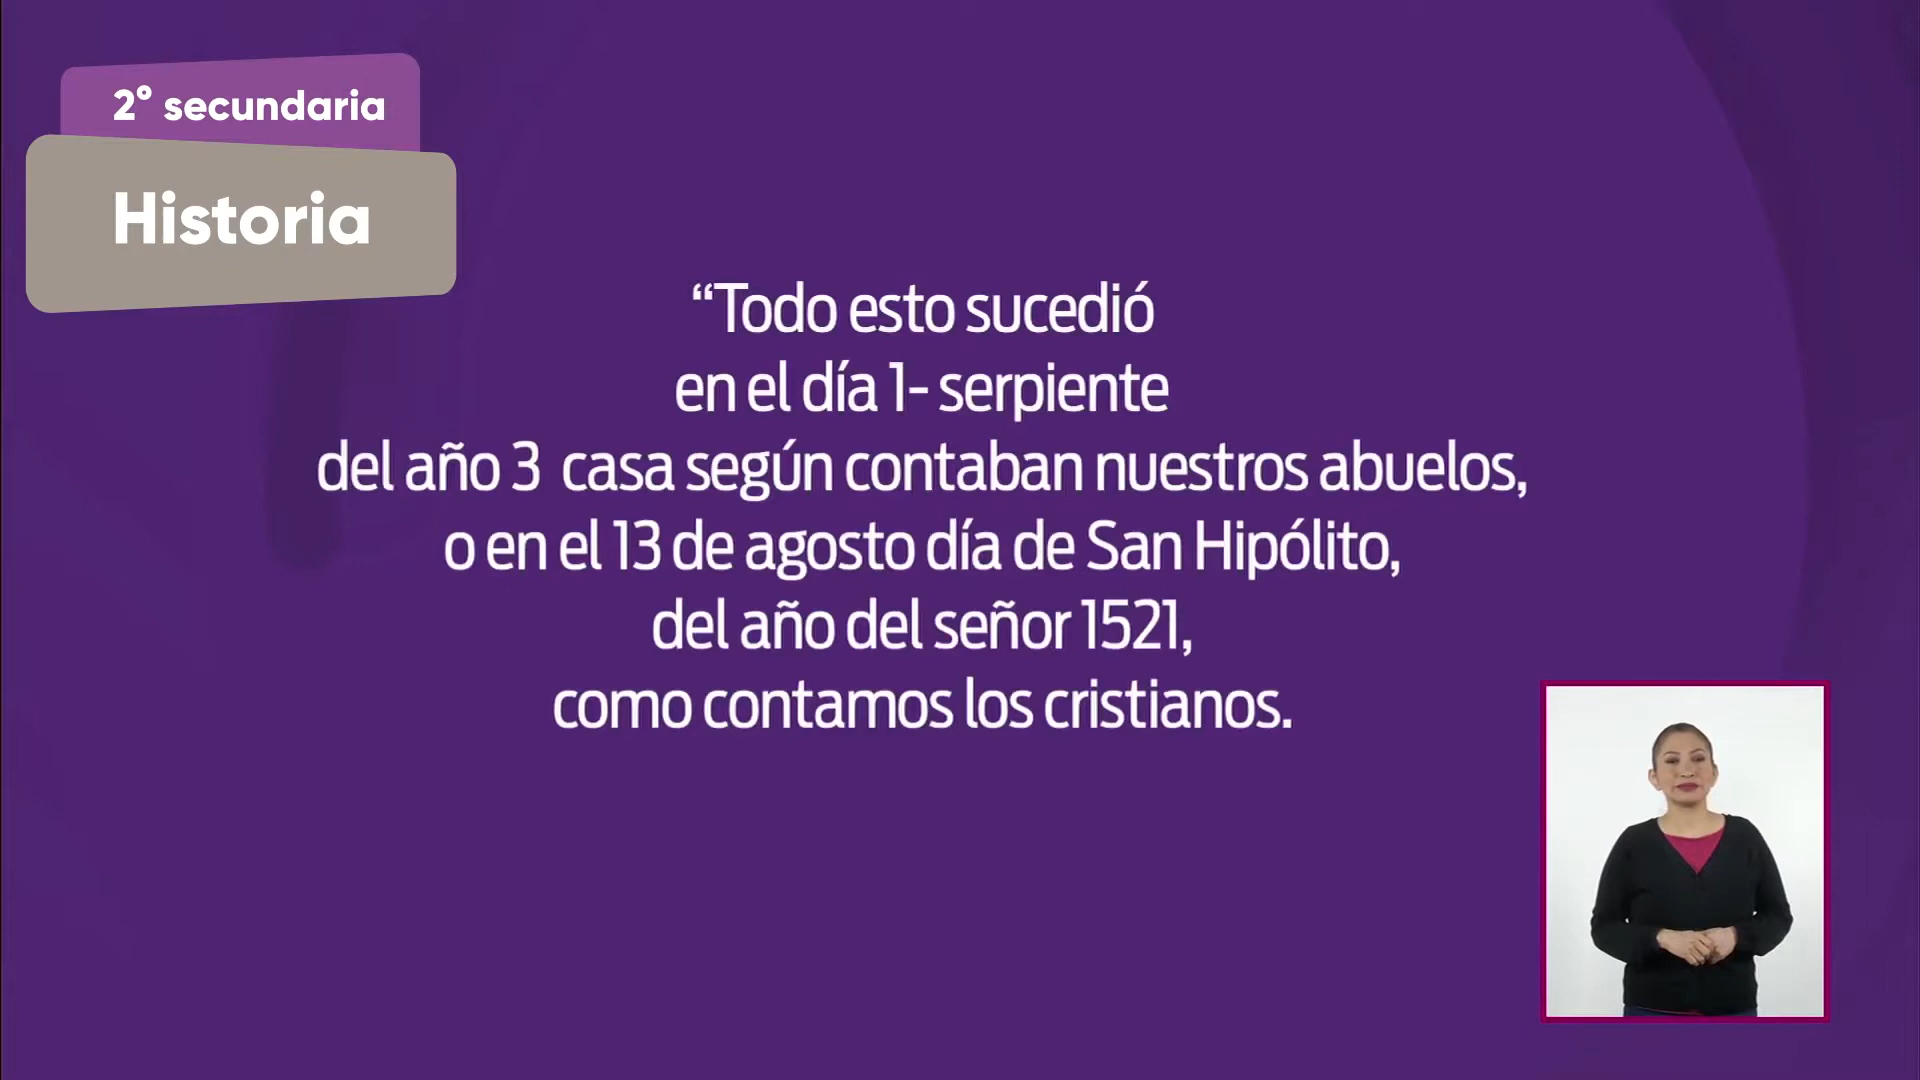 2° secundaria
Historia
“Todo esto sucedió
en el día 1- serpiente
del año 3 casa según contaban nuestros abuelos,
o en el 13 de agosto día de San Hipólito,
del año del señor 1521,
como contamos los cristianos.